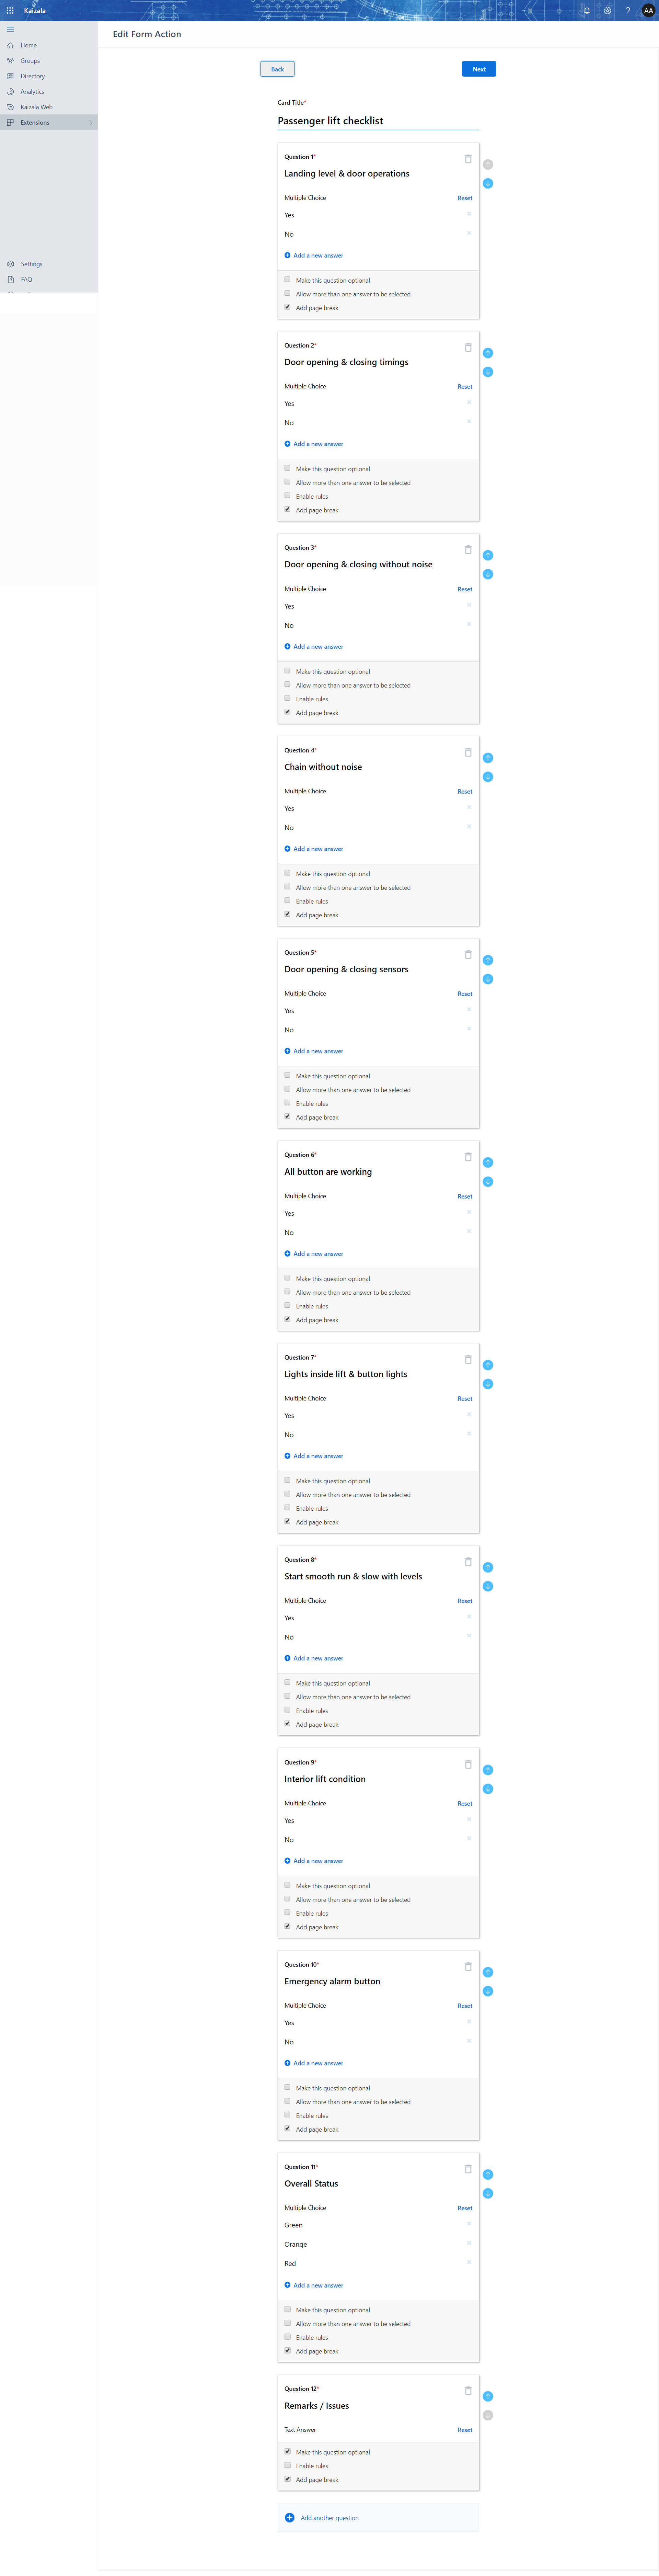 Kaizala
?
AA
Edit Form Action
Home
Groups
Directory
Analytics
Kaizala Web
Extensions
Settings
FAQ
Back
Next
Card Title*
Passenger lift checklist
Question 1*
Landing level & door operations
Multiple Choice
Reset
Yes
No
Add a new answer
Make this question optional
Allow more than one answer to be selected
Add page break
Question 2*
Door opening & closing timings
Multiple Choice
Reset
Yes
No
Add a new answer
Make this question optional
Allow more than one answer to be selected
Enable rules
Add page break
Question 3*
Door opening & closing without noise
Multiple Choice
Reset
Yes
No
Add a new answer
Make this question optional
Allow more than one answer to be selected
Enable rules
Add page break
Question 4*
Chain without noise
Multiple Choice
Reset
Yes
No
Add a new answer
Make this question optional
Allow more than one answer to be selected
Enable rules
Add page break
Question 5*
Door opening & closing sensors
Multiple Choice
Reset
Yes
No
Add a new answer
Make this question optional
Allow more than one answer to be selected
Enable rules
Add page break
Question 6*
All button are working
Multiple Choice
Reset
Yes
No
Add a new answer
Make this question optional
Allow more than one answer to be selected
Enable rules
Add page break
Question 7*
Lights inside lift & button lights
Multiple Choice
Reset
Yes
No
Add a new answer
Make this question optional
Allow more than one answer to be selected
Enable rules
Add page break
Question 8*
Start smooth run & slow with levels
Multiple Choice
Reset
Yes
No
Add a new answer
Make this question optional
Allow more than one answer to be selected
Enable rules
Add page break
Question 9*
Interior lift condition
Multiple Choice
Reset
Yes
No
Add a new answer
Make this question optional
Allow more than one answer to be selected
Enable rules
Add page break
Question 10*
Emergency alarm button
Multiple Choice
Reset
Yes
No
Add a new answer
Make this question optional
Allow more than one answer to be selected
Enable rules
Add page break
Question 11*
Overall Status
Multiple Choice
Reset
Green
Orange
Red
Add a new answer
Make this question optional
Allow more than one answer to be selected
Enable rules
Add page break
Question 12*
Remarks / Issues
Text Answer
Reset
Make this question optional
Enable rules
Add page break
Add another question